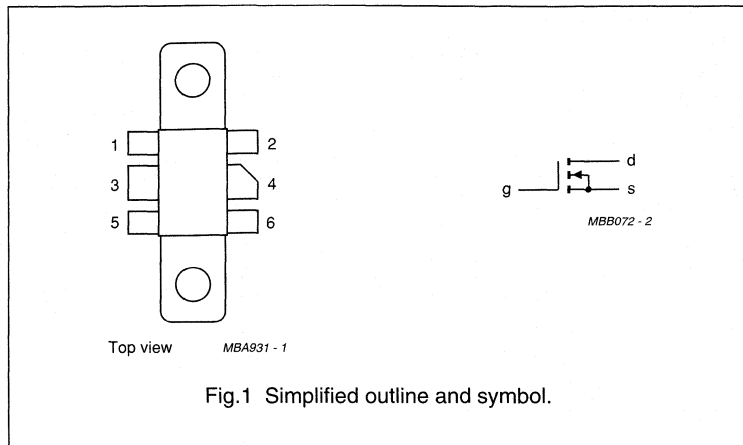 1
2
3
4
5
6
g
d
s
MBB072 - 2
Top view
MBA931 - 1
Fig.1 Simplified outline and symbol.